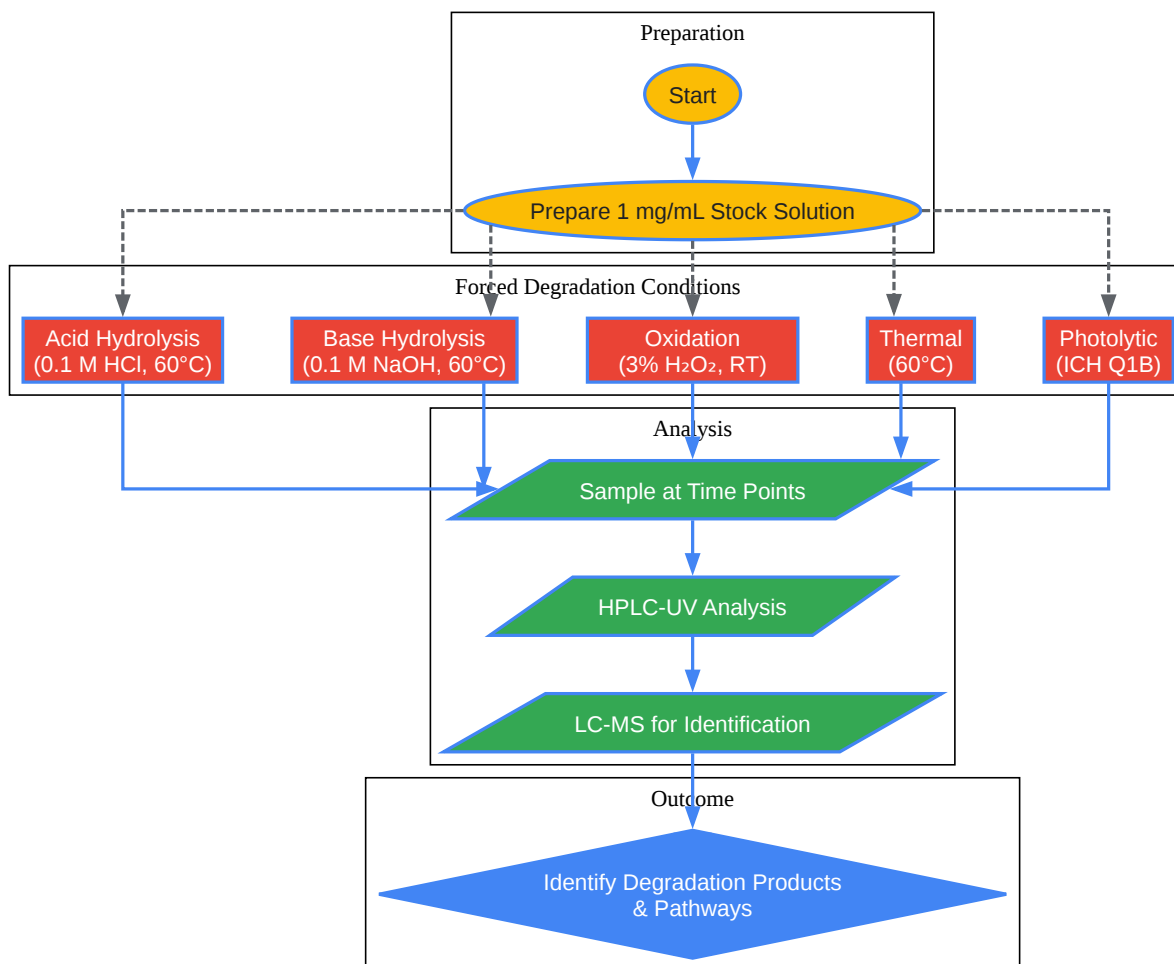 Preparation
Start
Prepare 1 mg/mL Stock Solution
Forced Degradation Conditions
Acid Hydrolysis
(0.1 M HCl, 60°C)
Base Hydrolysis
(0.1 M NaOH, 60°C)
Oxidation
(3% H₂O₂, RT)
Thermal
(60°C)
Photolytic
(ICH Q1B)
Analysis
Sample at Time Points
HPLC-UV Analysis
LC-MS for Identification
Outcome
Identify Degradation Products
& Pathways